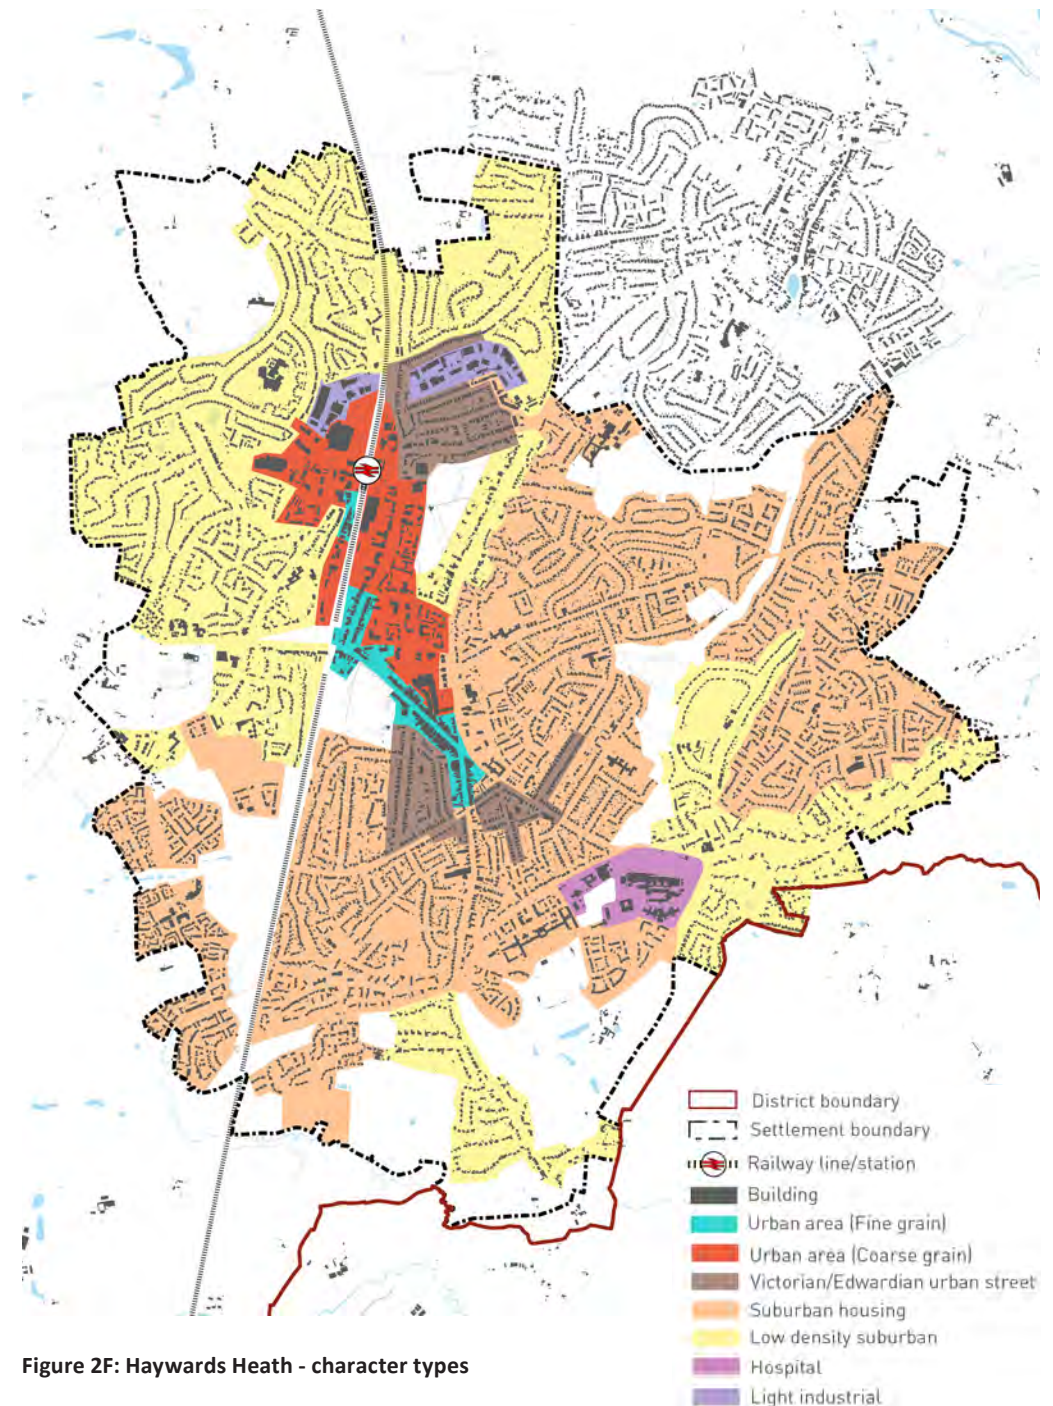 District boundary
Settlement boundary
Railway line/station
Building
Urban area (Fine grain)
Urban area (Coarse grain)
Victorian/Edwardian urban street
Suburban housing
Low density suburban
Hospital
Light industrial
Figure 2F: Haywards Heath - character types